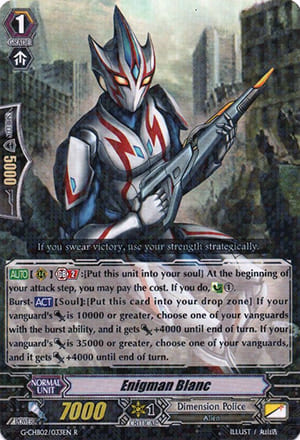 1
GRADE
5000
If you swear victory, use your strength strategically.
AUTO :[Put this unit into your soul] At the beginning of
your attack step, you may pay the cost. If you do, ①.
Burst- ACT [Soul]:[Put this card into your drop zone] If your
vanguard's is 10000 or greater, choose one of your vanguards
with the burst ability, and it gets +4000 until end of turn. If your
vanguard's is 35000 or greater, choose one of your vanguards,
and it gets +4000 until end of turn.
NORMAL UNIT
Enigman Blanc
POWER 7000 1 CRITICAL
Dimension Police
Alien
G-CHB02/033EN R
ILLUST